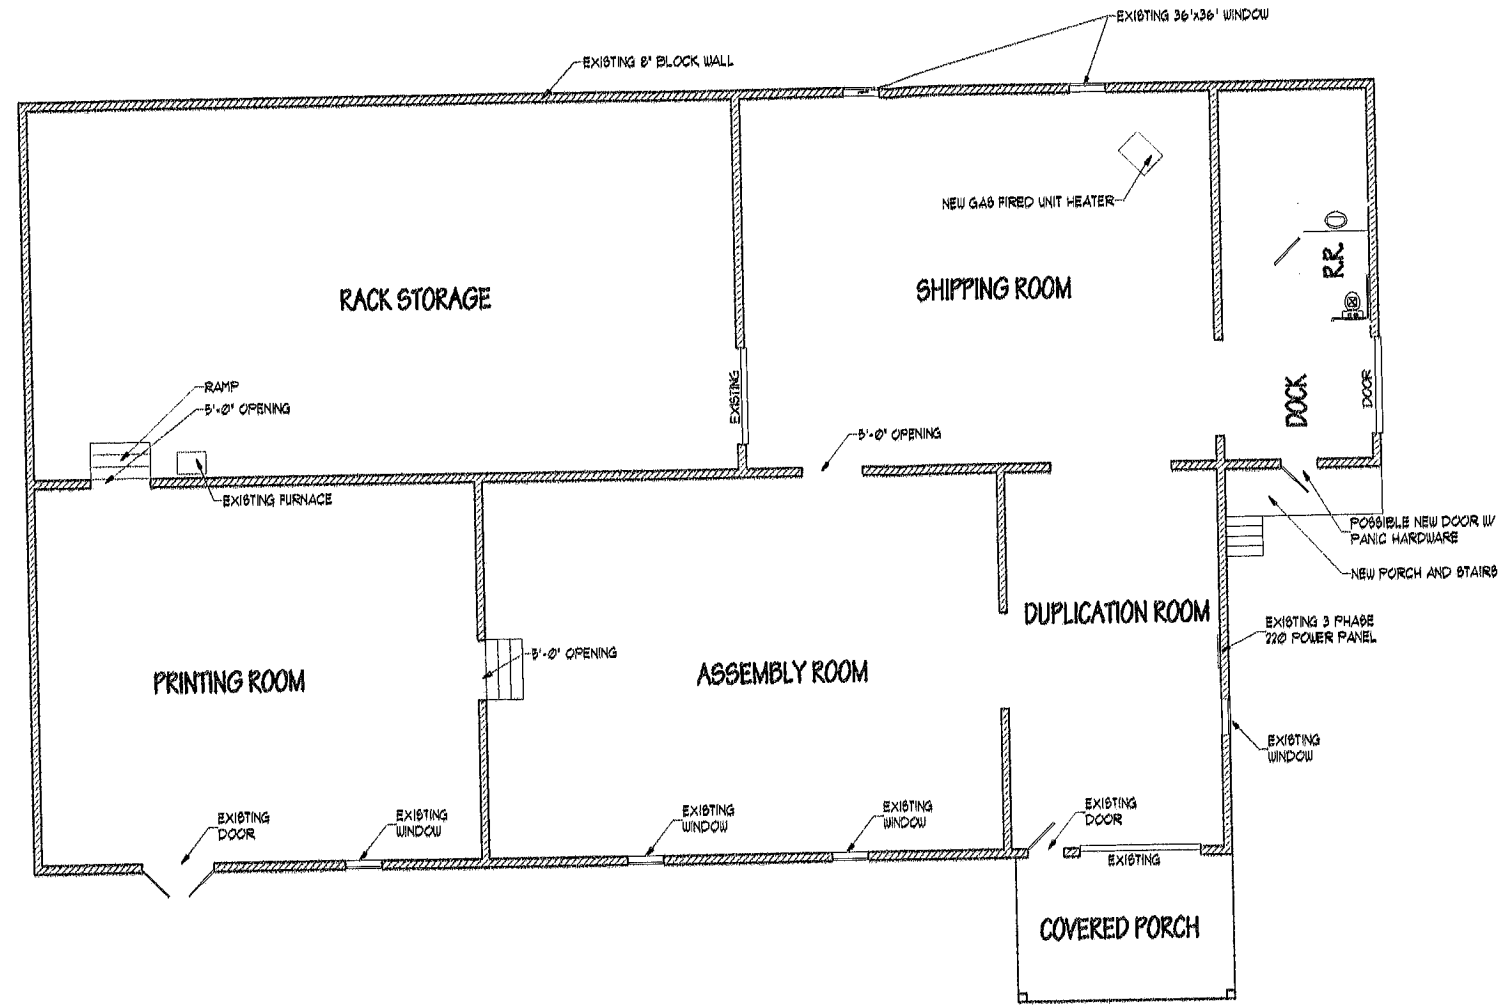 EXISTING 36'x36' WINDOW
EXISTING 8" BLOCK WALL
NEW GAS FIRED UNIT HEATER
R.R.
RACK STORAGE
SHIPPING ROOM
RAMP
5'-0" OPENING
EXISTING
DOCK
DOOR
5'-0" OPENING
EXISTING FURNACE
POSSIBLE NEW DOOR W/
PANIC HARDWARE
NEW PORCH AND STAIRS
DUPLICATION ROOM
EXISTING 3 PHASE
220 POWER PANEL
5'-0" OPENING
PRINTING ROOM
ASSEMBLY ROOM
EXISTING
WINDOW
EXISTING
DOOR
EXISTING
WINDOW
EXISTING
WINDOW
EXISTING
WINDOW
EXISTING
DOOR
EXISTING
COVERED PORCH